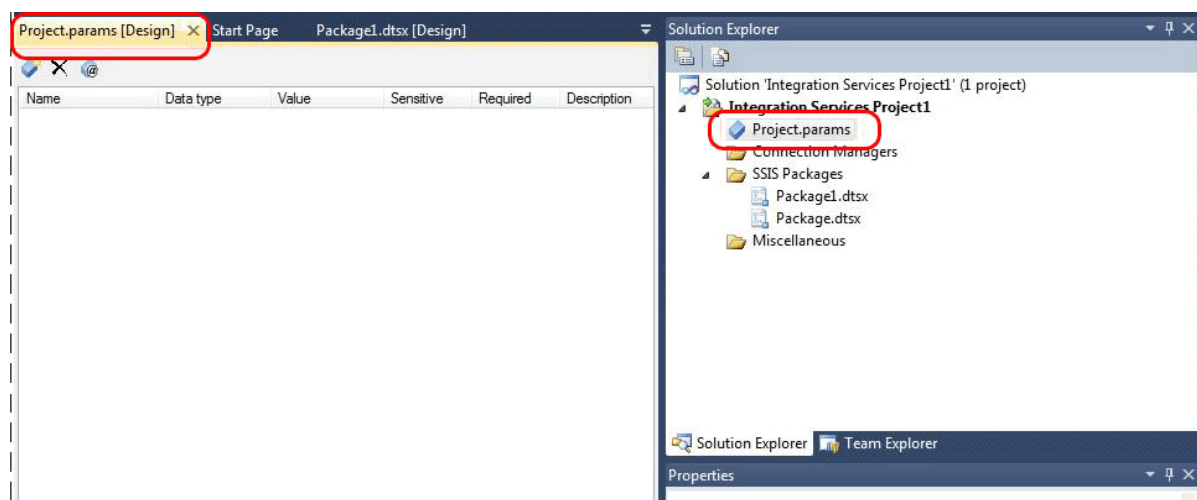 Project.params [Design] Start Page Package1.dtsx [Design]
Name Data type Value Sensitive Required Description
Solution Explorer
Solution 'Integration Services Project1' (1 project)
Integration Services Project1
Project.params
Connection Managers
SSIS Packages
Package1.dtsx
Package.dtsx
Miscellaneous
Solution Explorer Team Explorer
Properties